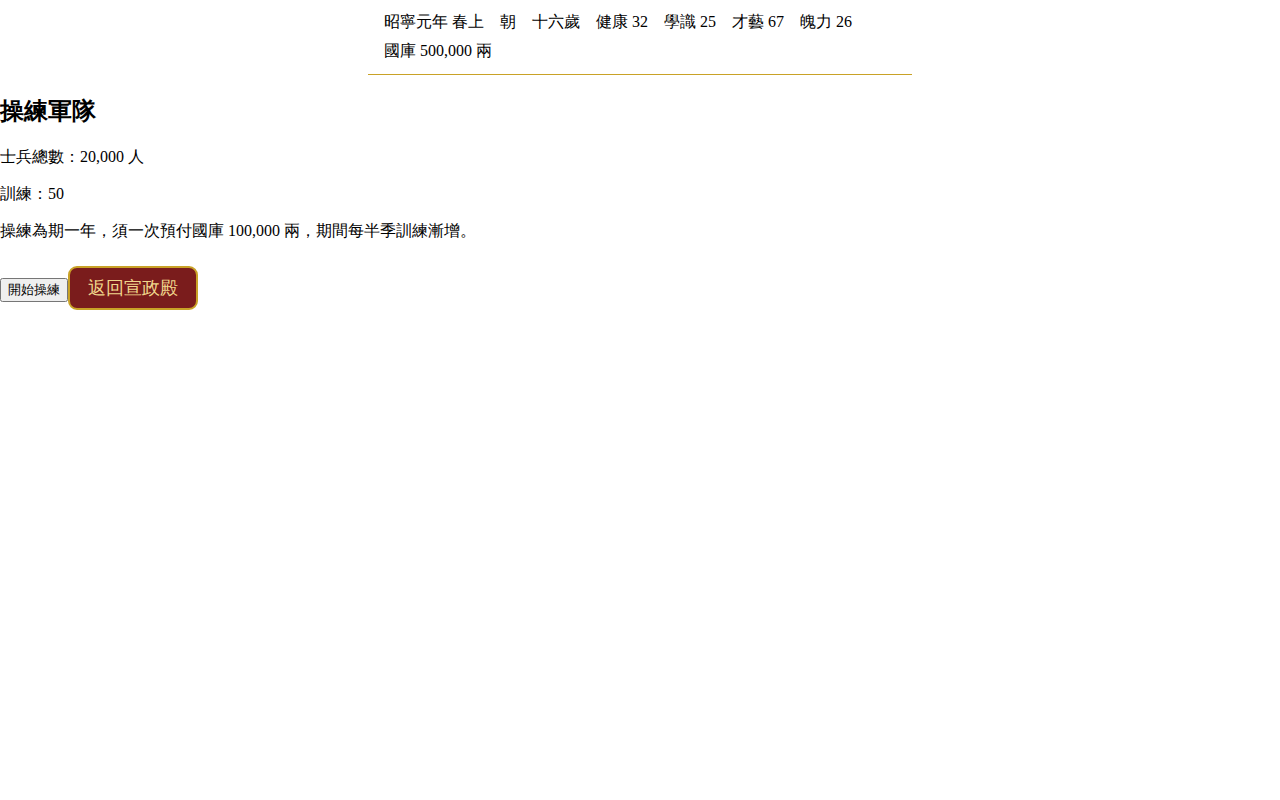 昭寧元年 春上　朝　十六歲　健康 32　學識 25　才藝 67　魄力 26
國庫 500,000 兩
操練軍隊
士兵總數：20,000 人
訓練：50
操練為期一年，須一次預付國庫 100,000 兩，期間每半季訓練漸增。
開始操練 返回宣政殿